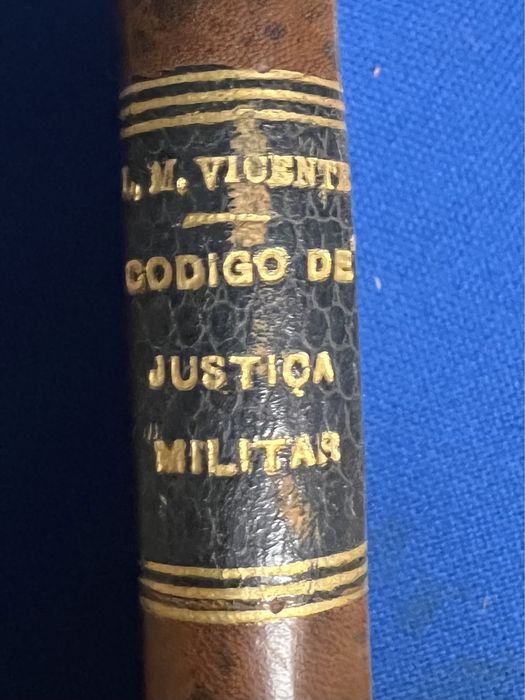 L. M. VICENTE
CODIGO DE
JUSTIÇA
MILITAR